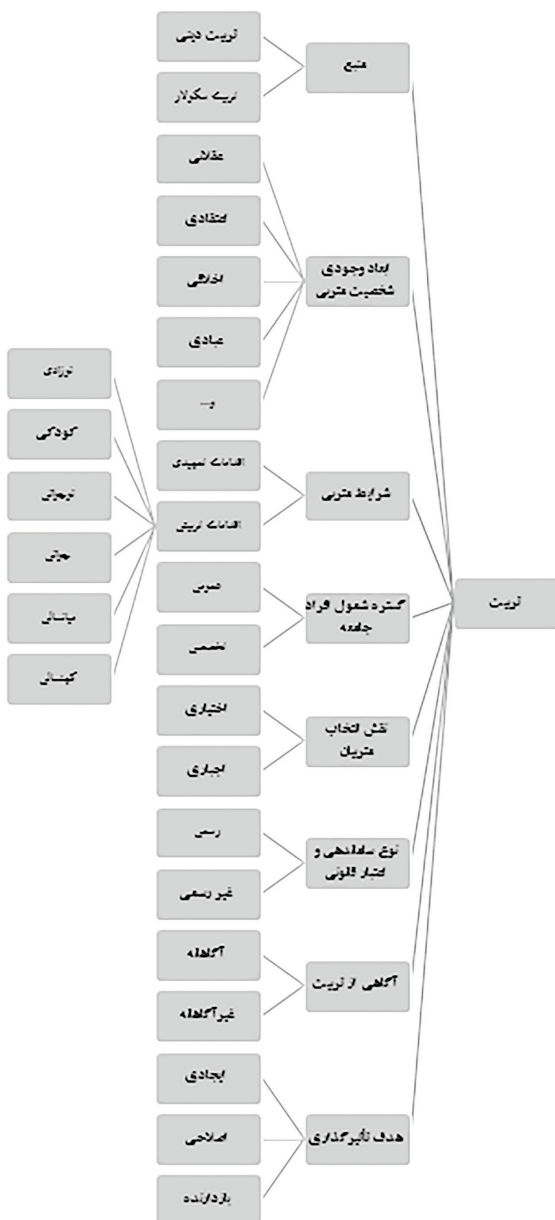 تربیت
منبع
تربیت دینی
تربیت سکولار
ابعاد وجودی
شخصیت متربی
عقلانی
اعتقادی
اخلاقی
عبادی
و...
شرایط متربی
اقدامات تمهیدی
اقدامات تربیتی
نوزادی
کودکی
نوجوانی
جوانی
میانسالی
کهنسالی
گستره شمول افراد
جامعه
عمومی
تخصصی
نقش انتخاب
متربیان
اختیاری
اجباری
نوع ساماندهی و
اعتبار قانونی
رسمی
غیر رسمی
آگاهی از تربیت
آگاهانه
غیرآگاهانه
هدف تأثیرگذاری
ایجادی
اصلاحی
بازدارنده